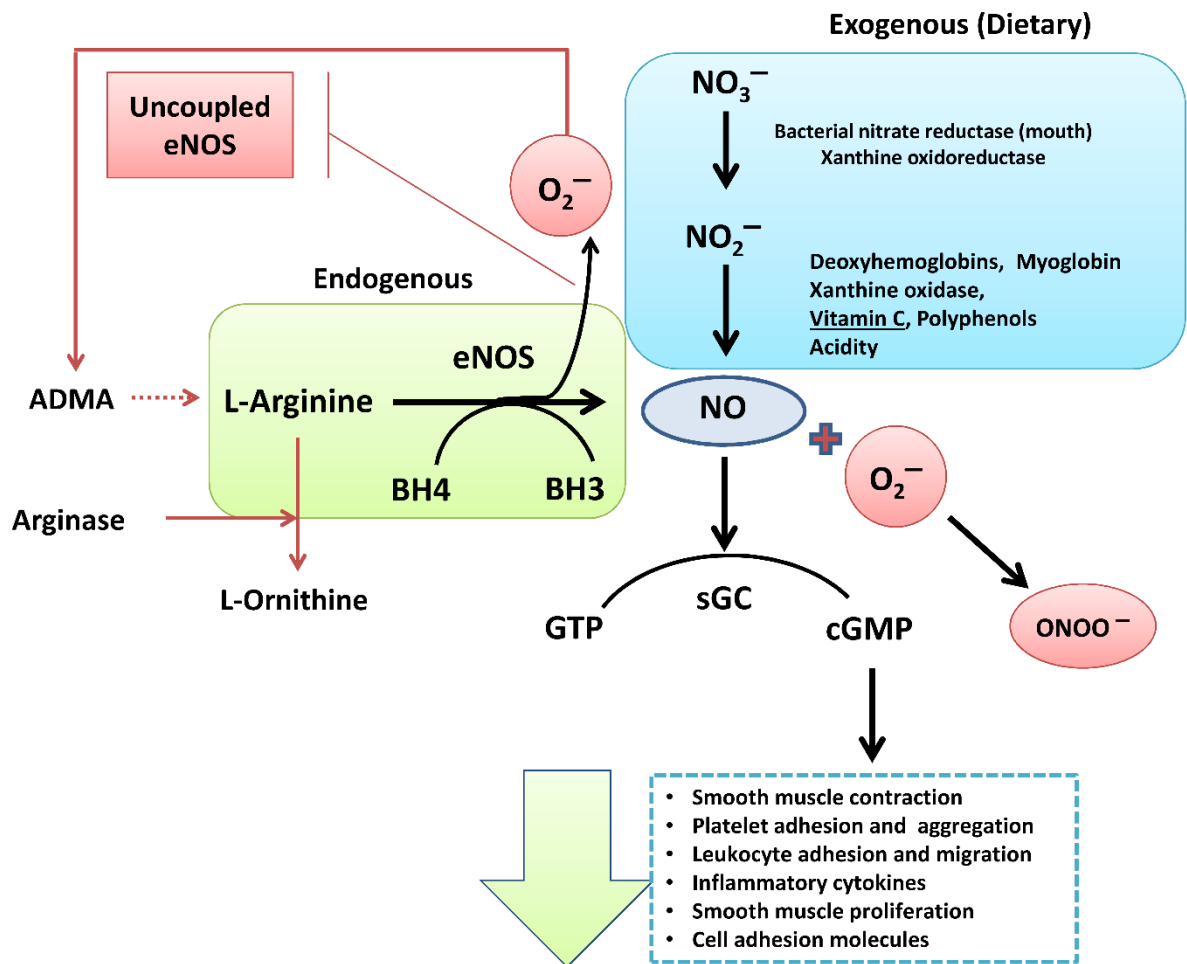 Exogenous (Dietary)
NO₃⁻
Bacterial nitrate reductase (mouth)
Xanthine oxidoreductase
Uncoupled
eNOS
O₂⁻
NO₂⁻
Deoxyhemoglobins, Myoglobin
Xanthine oxidase,
Vitamin C, Polyphenols
Acidity
Endogenous
eNOS
ADMA
L-Arginine
NO
+
BH4
BH3
O₂⁻
Arginase
L-Ornithine
sGC
GTP
cGMP
ONOO⁻
• Smooth muscle contraction
• Platelet adhesion and aggregation
• Leukocyte adhesion and migration
• Inflammatory cytokines
• Smooth muscle proliferation
• Cell adhesion molecules